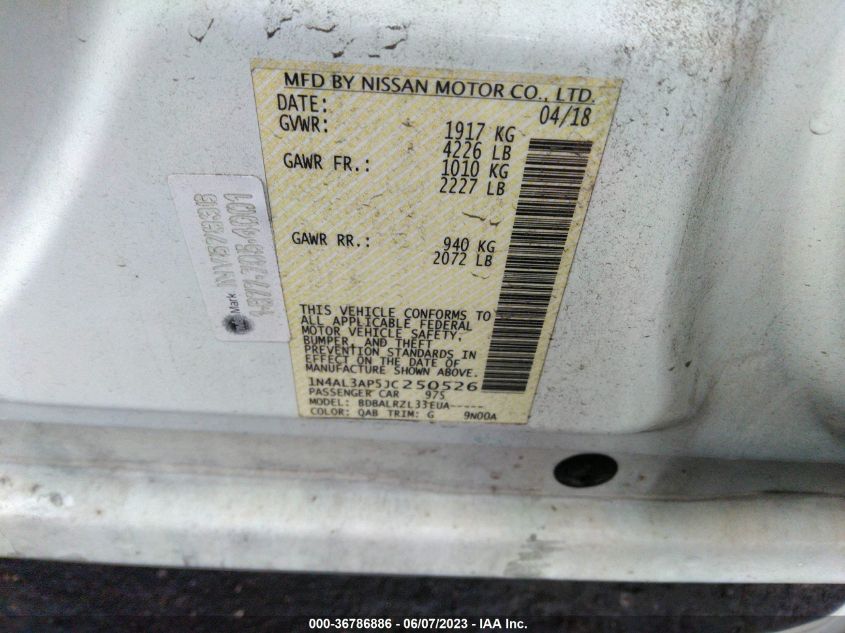 MFD BY NISSAN MOTOR CO., LTD.
DATE: 04/18
GVWR: 1917 KG
4226 LB
GAWR FR.: 1010 KG
2227 LB
GAWR RR.: 940 KG
2072 LB
THIS VEHICLE CONFORMS TO
ALL APPLICABLE FEDERAL
MOTOR VEHICLE SAFETY,
BUMPER, AND THEFT
PREVENTION STANDARDS IN
EFFECT ON THE DATE OF
MANUFACTURE SHOWN ABOVE.
1N4AL3AP5JC250526
PASSENGER CAR 975
MODEL: BDBALRZL33EUA-----
COLOR: QAB TRIM: G 9N00A
Mark
000-36786886 / 06/07/2023 - IAA Inc.